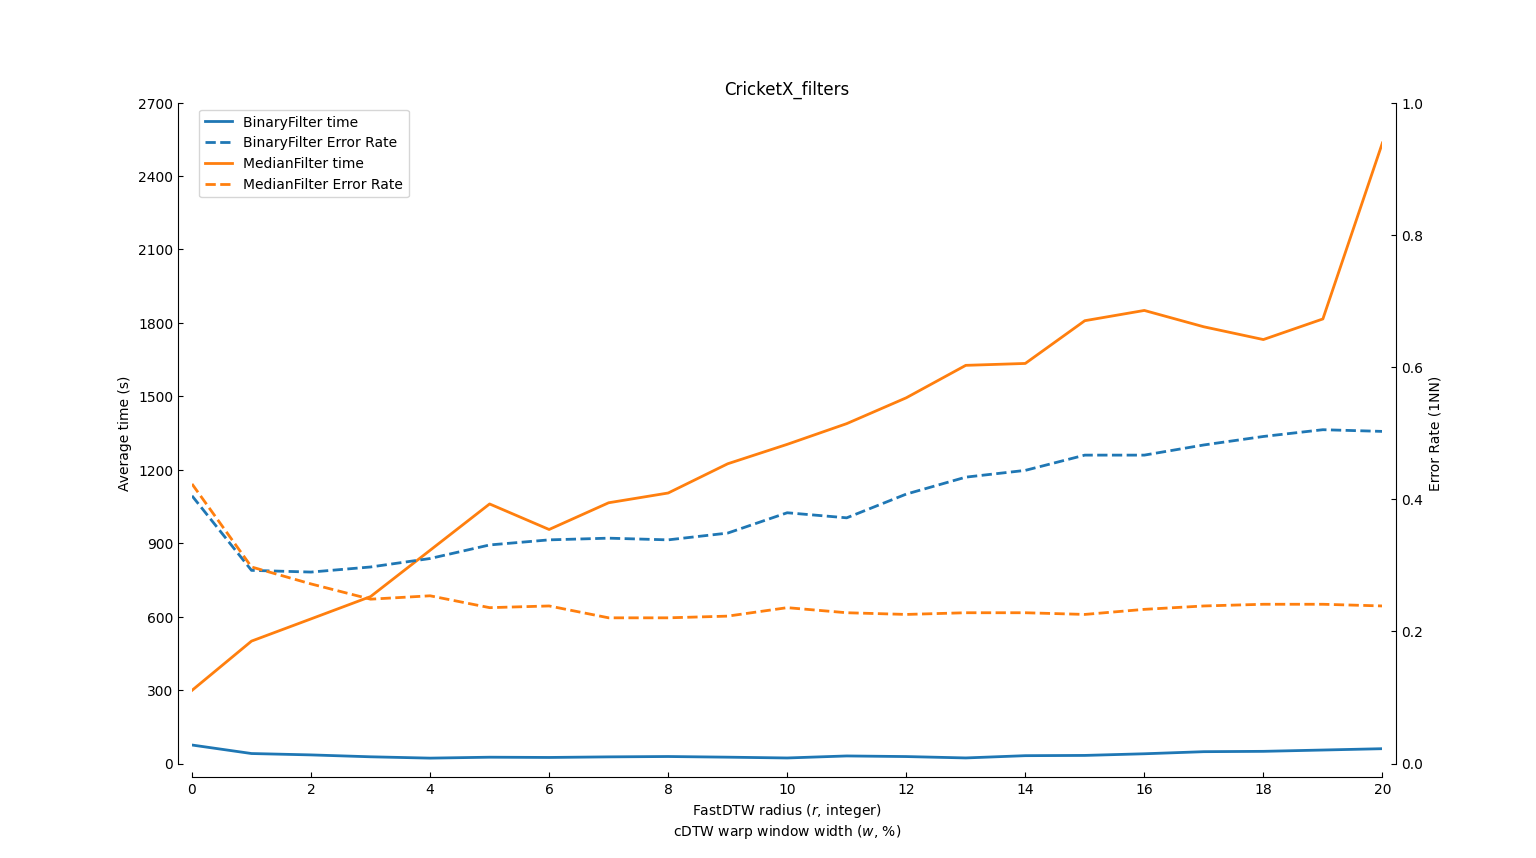 CricketX_filters
2700
2400
2100
1800
1500
1200
900
600
300
0
Average time (s)
BinaryFilter time
BinaryFilter Error Rate
MedianFilter time
MedianFilter Error Rate
1.0
0.8
0.6
0.4
0.2
0.0
Error Rate (1NN)
0 2 4 6 8 10 12 14 16 18 20
FastDTW radius (r, integer)
cDTW warp window width (w, %)